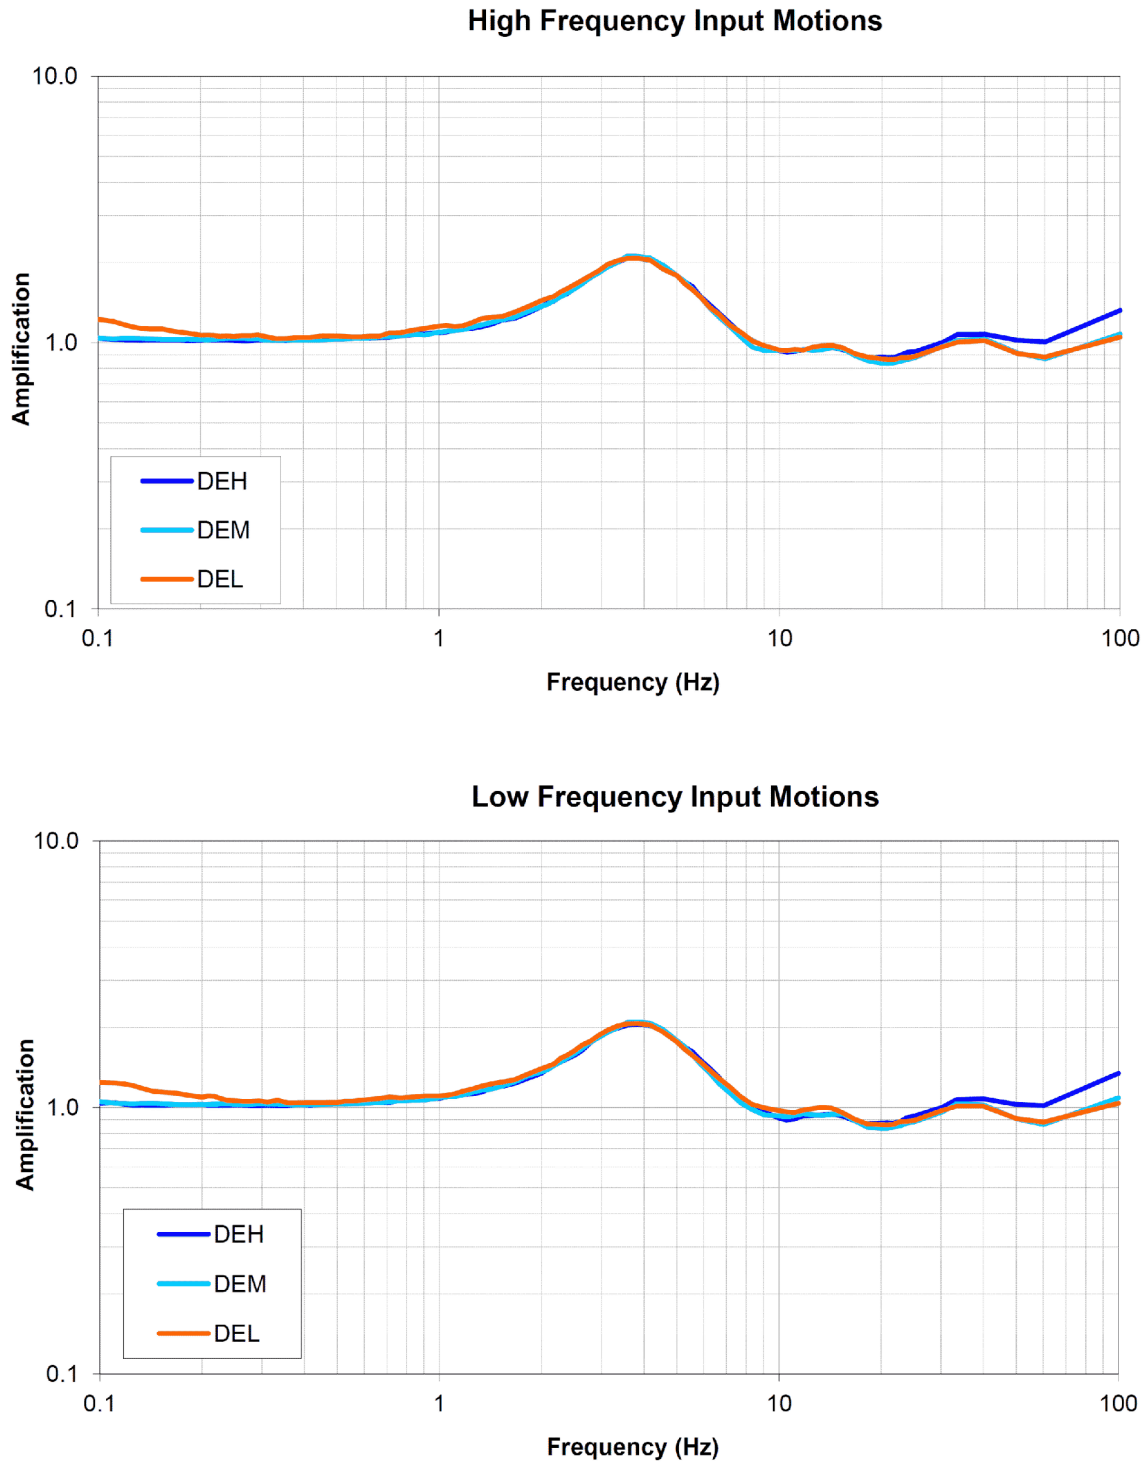 High Frequency Input Motions
10.0
1.0
0.1
Amplification
DEH
DEM
DEL
0.1 1 10 100
Frequency (Hz)
Low Frequency Input Motions
10.0
1.0
0.1
Amplification
DEH
DEM
DEL
0.1 1 10 100
Frequency (Hz)